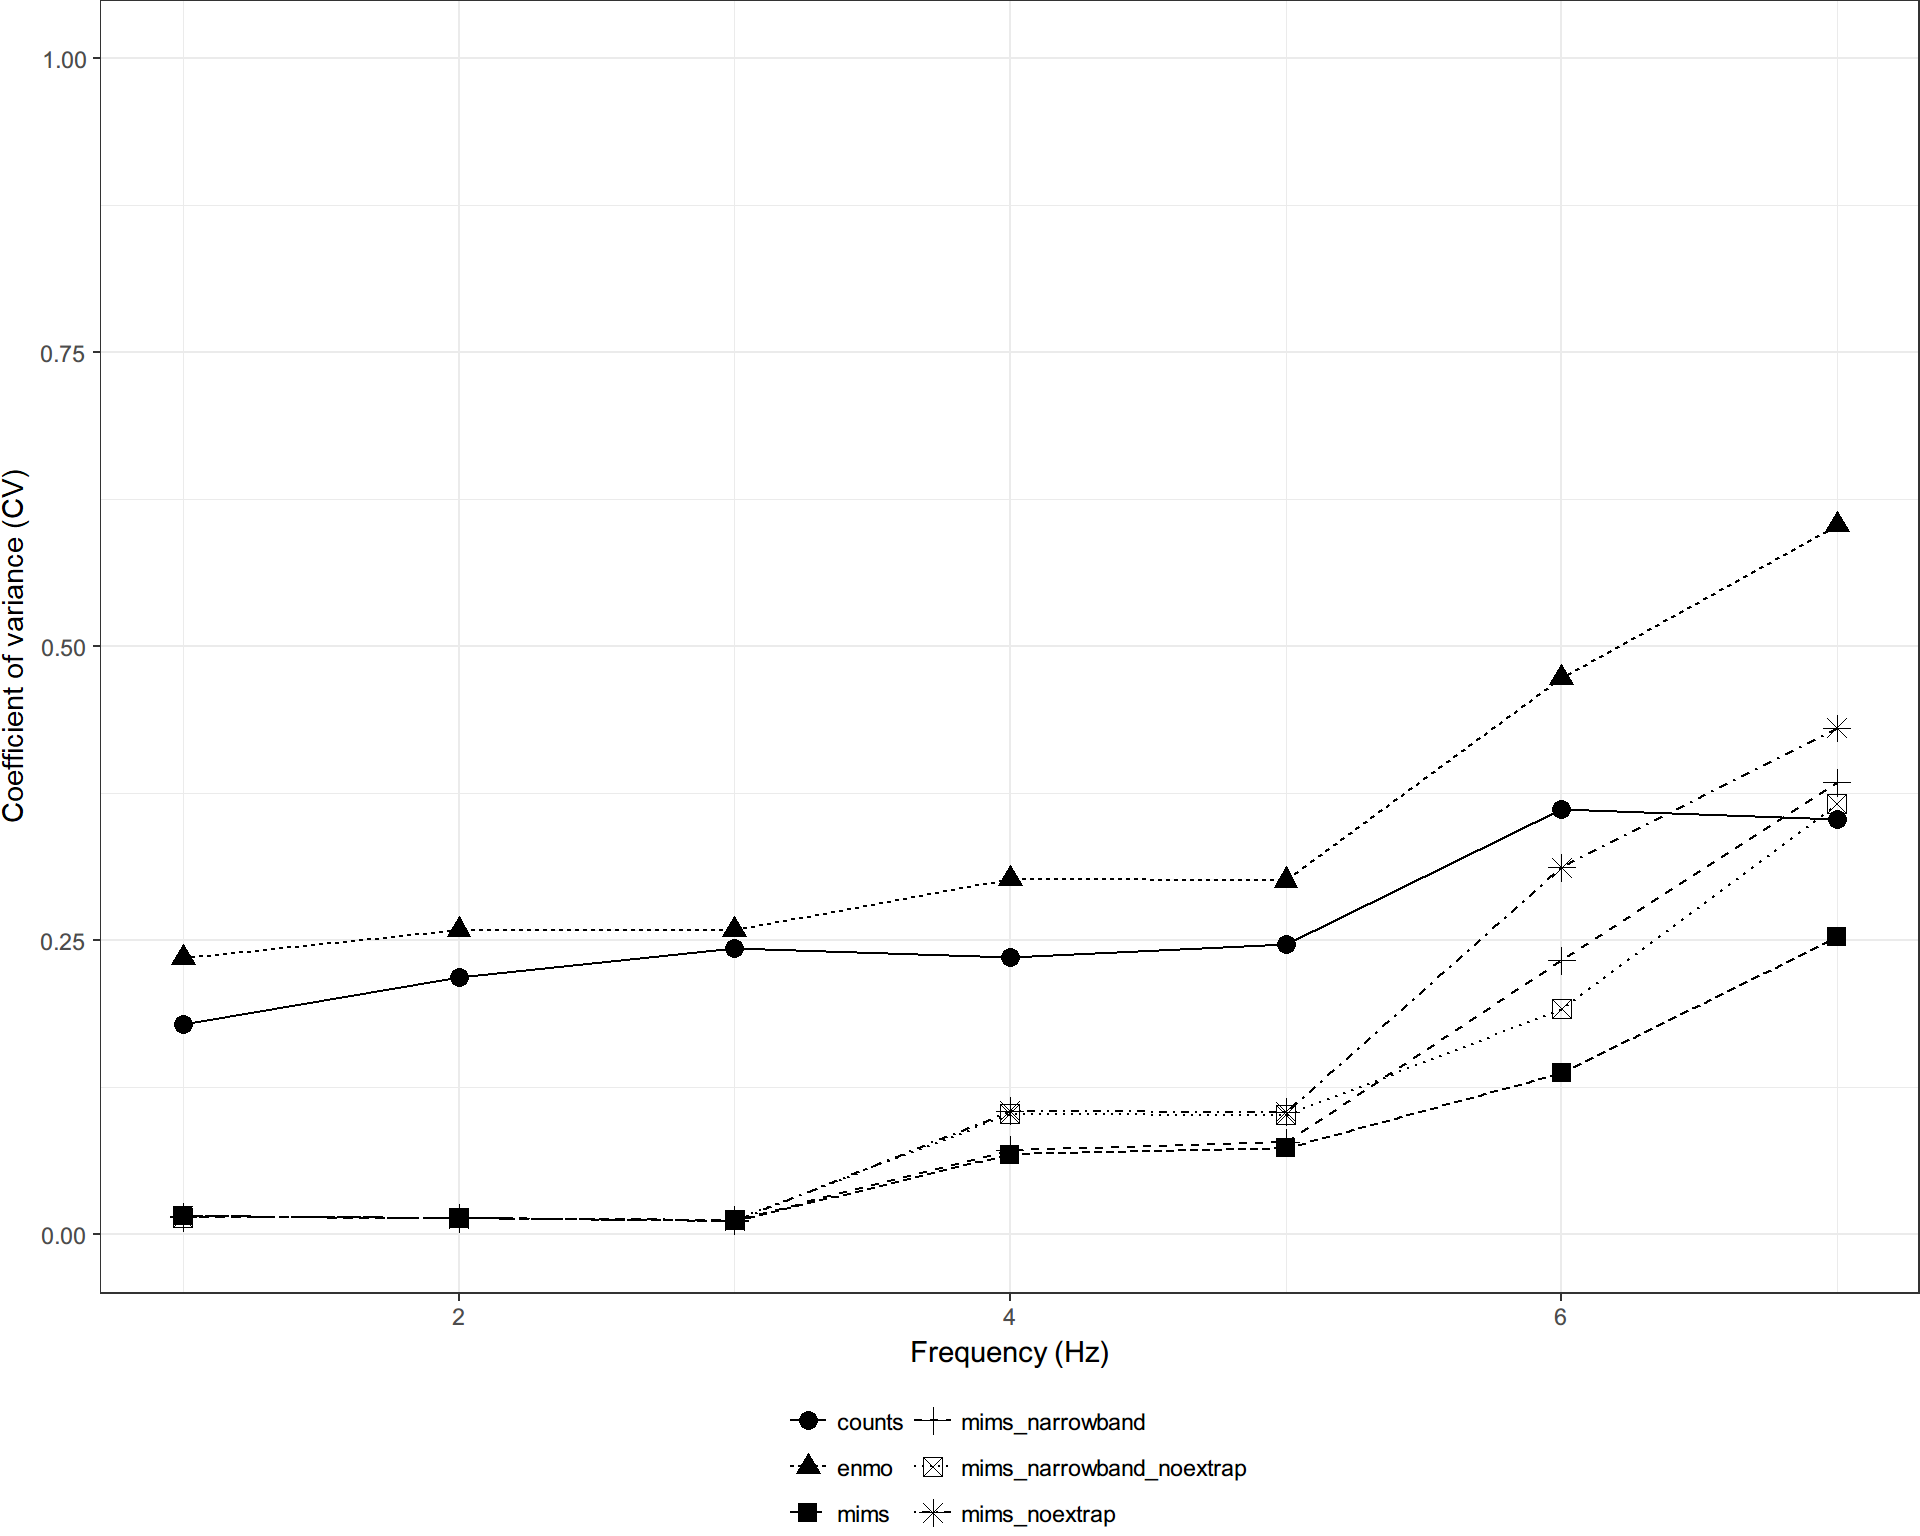 1.00
0.75
0.50
0.25
0.00
Coefficient of variance (CV)
2 4 6
Frequency (Hz)
counts mims_narrowband
enmo mims_narrowband_noextrap
mims mims_noextrap